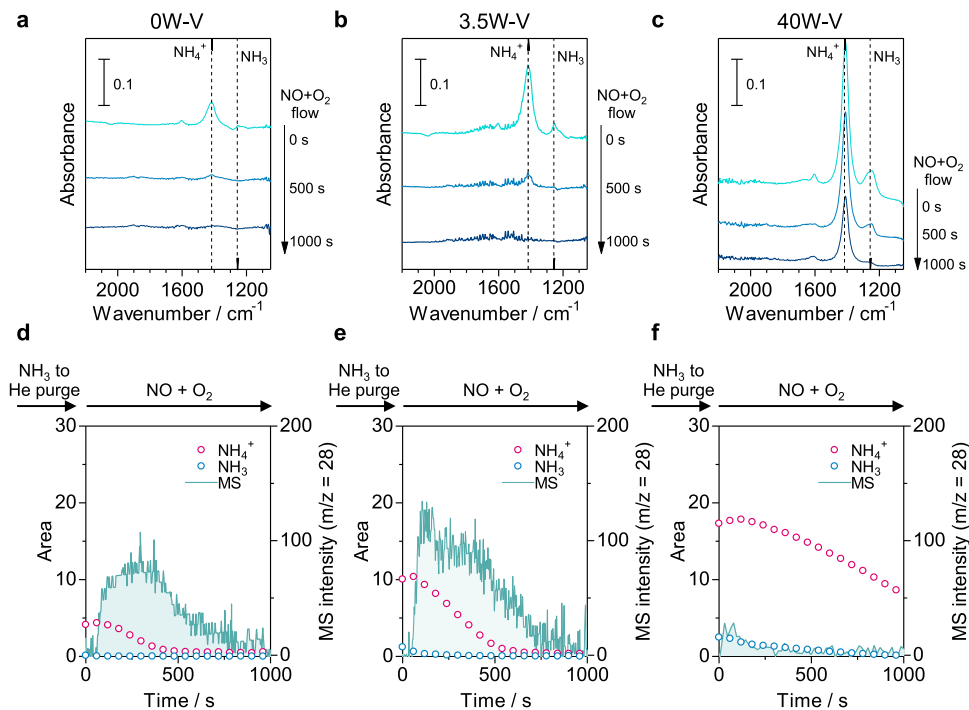 a
0W-V
NH₄⁺
NH₃
0.1
NO+O₂
flow
0 s
500 s
1000 s
Absorbance
2000
1600
1200
Wavenumber / cm⁻¹
b
3.5W-V
NH₄⁺
NH₃
0.1
NO+O₂
flow
0 s
500 s
1000 s
Absorbance
2000
1600
1200
Wavenumber / cm⁻¹
c
40W-V
NH₄⁺
NH₃
0.1
NO+O₂
flow
0 s
500 s
1000 s
Absorbance
2000
1600
1200
Wavenumber / cm⁻¹
d
NH₃ to
He purge
NO + O₂
30
20
10
0
Area
NH₄⁺
NH₃
MS
200
100
0
MS intensity (m/z = 28)
0
500
1000
Time / s
e
NH₃ to
He purge
NO + O₂
30
20
10
0
Area
NH₄⁺
NH₃
MS
200
100
0
MS intensity (m/z = 28)
0
500
1000
Time / s
f
NH₃ to
He purge
NO + O₂
30
20
10
0
Area
NH₄⁺
NH₃
MS
200
100
0
MS intensity (m/z = 28)
0
500
1000
Time / s